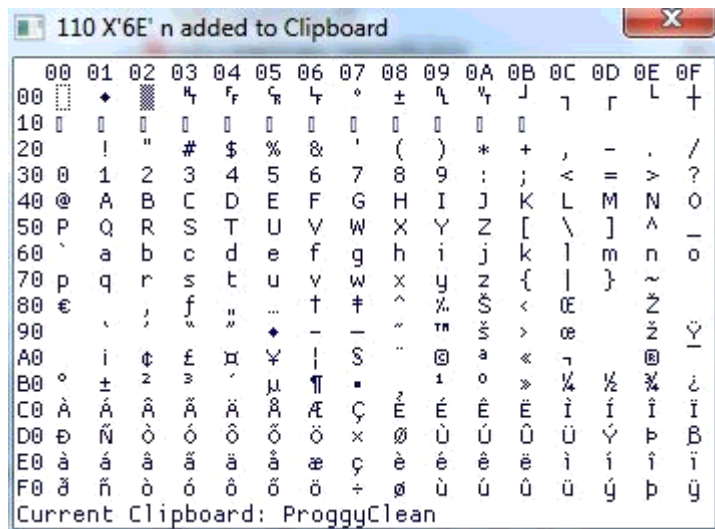 110 X'6E' n added to Clipboard
00 01 02 03 04 05 06 07 08 09 0A 0B 0C 0D 0E 0F
00 ◆ ▒ ␉ ␌ ␍ ␊ ° ± ␤ ␋ ┘ ┐ ┌ └ ┼
10
20 ! " # $ % & ' ( ) * + , - . /
30 0 1 2 3 4 5 6 7 8 9 : ; < = > ?
40 @ A B C D E F G H I J K L M N O
50 P Q R S T U V W X Y Z [ \ ] ^ _
60 ` a b c d e f g h i j k l m n o
70 p q r s t u v w x y z { | } ~
80 € ‚ ƒ „ … † ‡ ˆ ‰ Š ‹ Œ Ž
90 ‘ ’ “ ” • – — ˜ ™ š › œ ž Ÿ
A0 ¡ ¢ £ ¤ ¥ ¦ § ¨ © ª « ¬ ® ¯
B0 ° ± ² ³ ´ µ ¶ · ¸ ¹ º » ¼ ½ ¾ ¿
C0 À Á Â Ã Ä Å Æ Ç È É Ê Ë Ì Í Î Ï
D0 Ð Ñ Ò Ó Ô Õ Ö × Ø Ù Ú Û Ü Ý Þ ß
E0 à á â ã ä å æ ç è é ê ë ì í î ï
F0 ð ñ ò ó ô õ ö ÷ ø ù ú û ü ý þ ÿ
Current Clipboard: ProggyClean